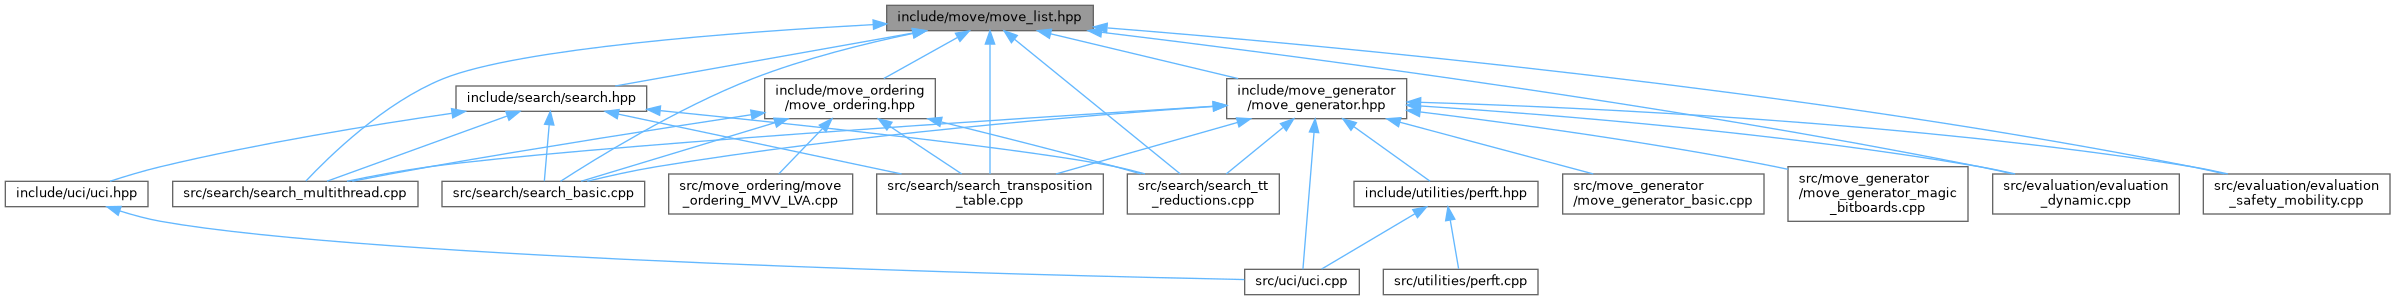 include/move/move_list.hpp
include/search/search.hpp
include/move_ordering
/move_ordering.hpp
include/move_generator
/move_generator.hpp
include/uci/uci.hpp
src/search/search_multithread.cpp
src/search/search_basic.cpp
src/move_ordering/move
_ordering_MVV_LVA.cpp
src/search/search_transposition
_table.cpp
src/search/search_tt
_reductions.cpp
include/utilities/perft.hpp
src/move_generator
/move_generator_basic.cpp
src/move_generator
/move_generator_magic
_bitboards.cpp
src/evaluation/evaluation
_dynamic.cpp
src/evaluation/evaluation
_safety_mobility.cpp
src/uci/uci.cpp
src/utilities/perft.cpp